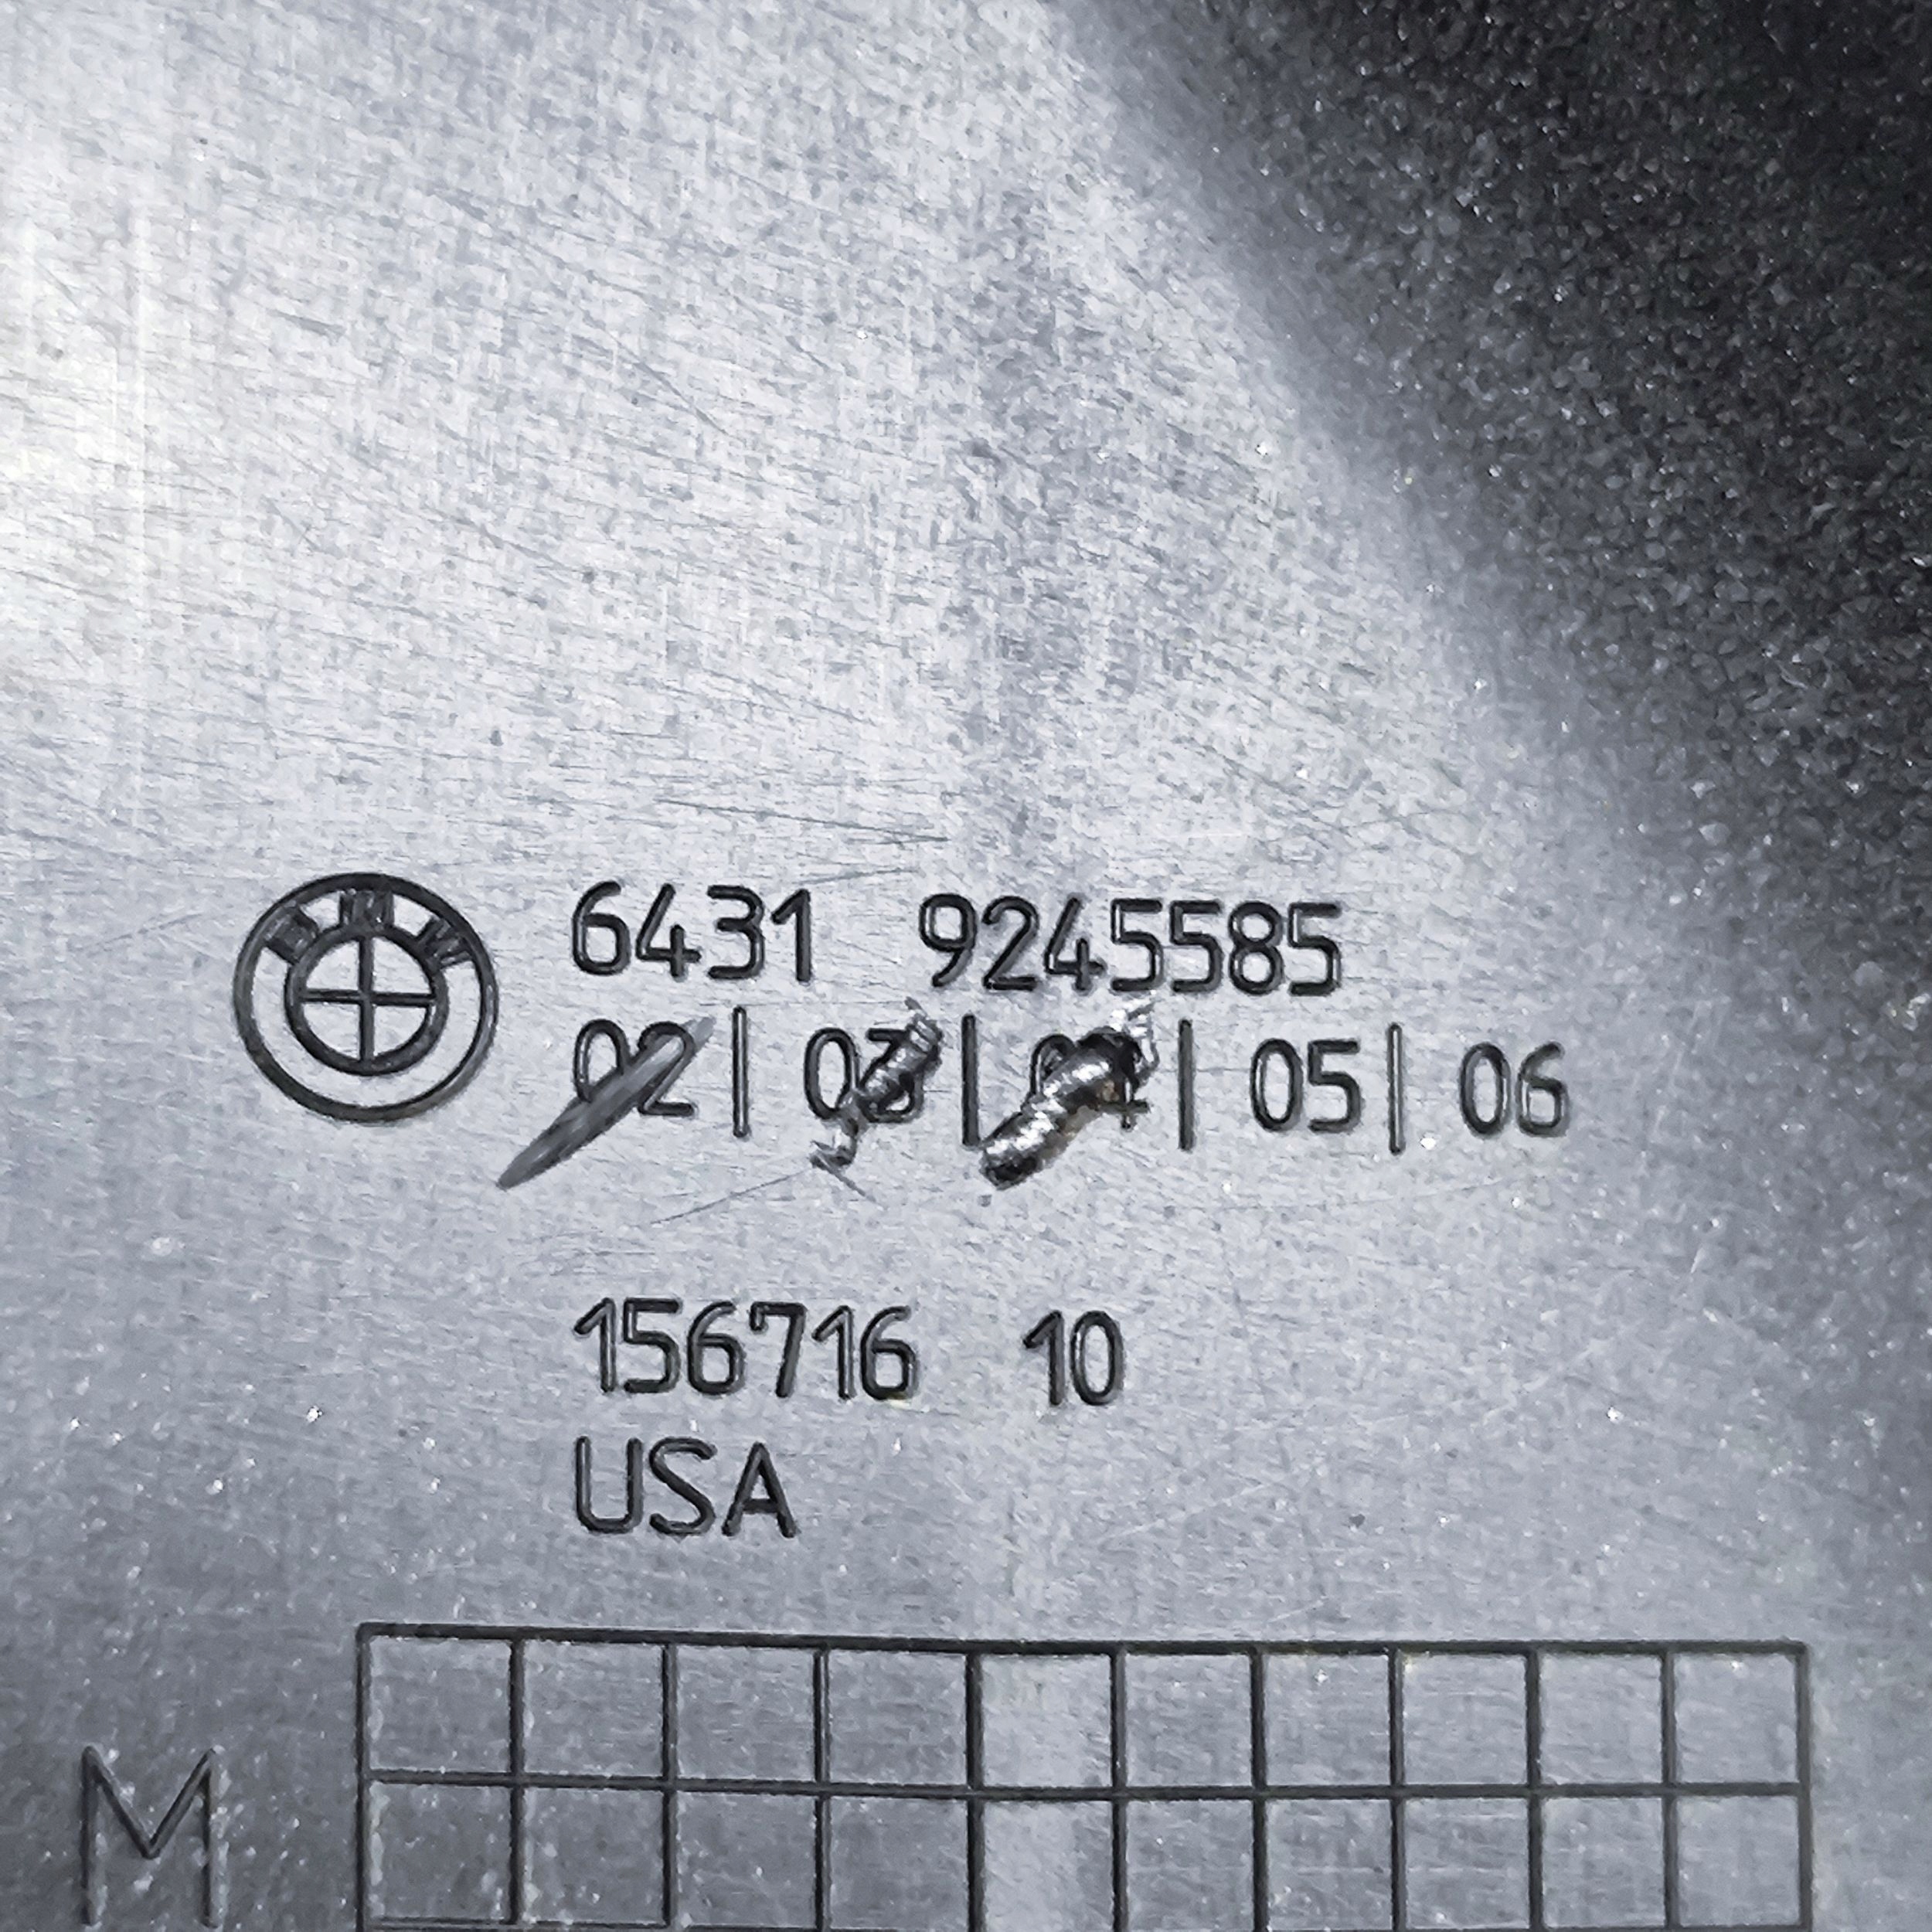 BMW
6431 9245585
02 | 03 | 04 | 05 | 06
156716 10
USA
M